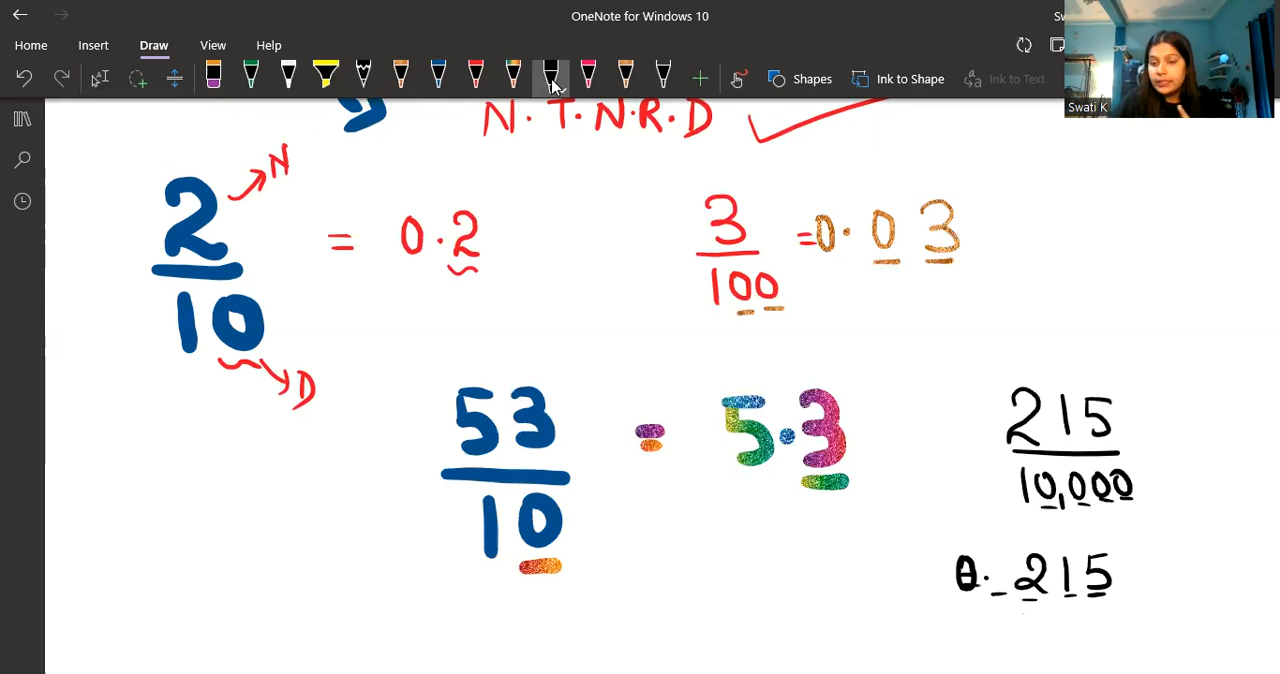 OneNote for Windows 10
Home Insert Draw View Help
Shapes Ink to Shape Ink to Text
Swati K
N.T.N.R.D
2/10 → N
→ D
= 0.2
3/100 = 0.03
53/10 = 5.3
215/10,000
0._215